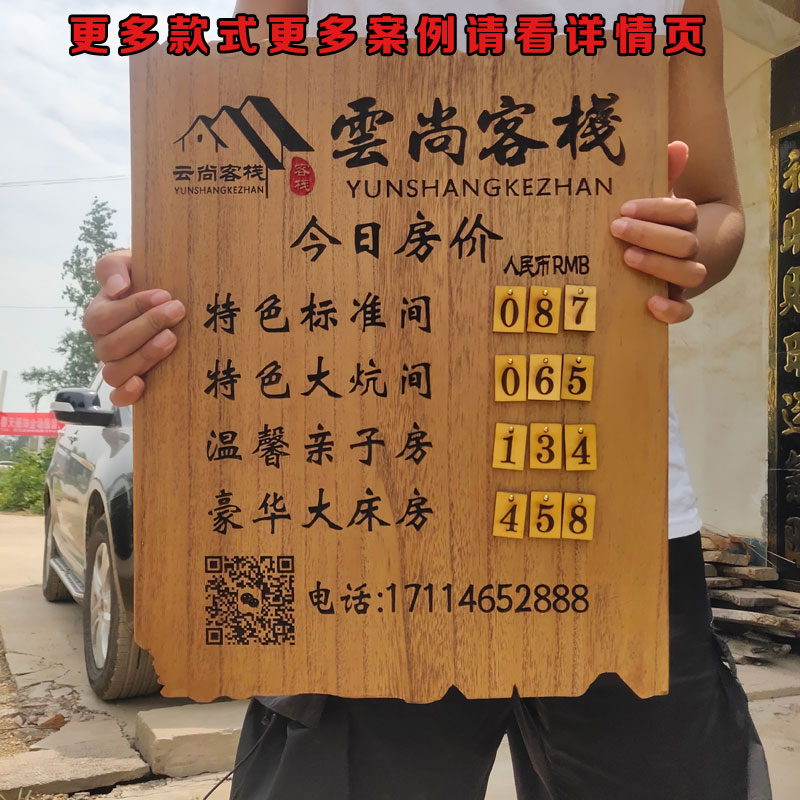 更多款式更多案例请看详情页
雲尚客栈
YUNSHANGKEZHAN
云尚客栈
YUNSHANGKEZHAN
客栈
今日房价
人民币RMB
特色标准间 087
特色大炕间 065
温馨亲子房 134
豪华大床房 458
电话:17114652888